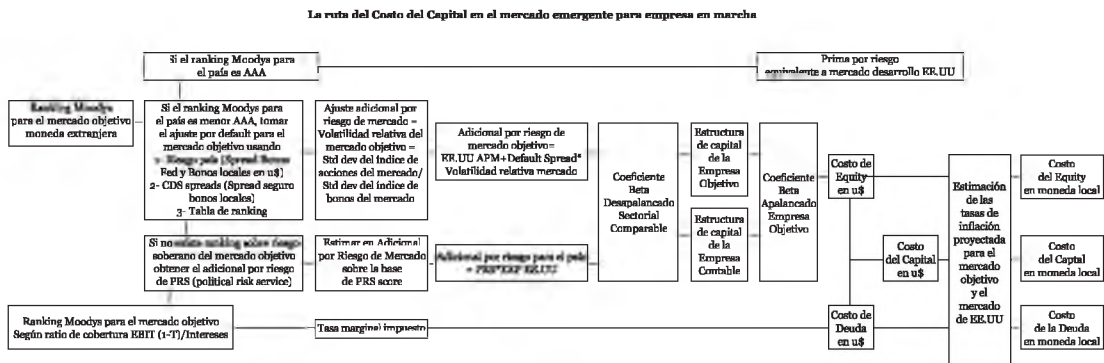 La ruta del Costo del Capital en el mercado emergente para empresa en marcha
Si el ranking Moodys para
el país es AAA
Prima por riesgo
equivalente a mercado desarrollo EE.UU
Ranking Moodys
para el mercado objetivo
moneda extranjera
Si el ranking Moodys para
el país es menor AAA, tomar
el ajuste por default para el
mercado objetivo usando
1- Riesgo país (Spread Bonos
Fed y Bonos locales en u$)
2- CDS spreads (Spread seguro
bonos locales)
3- Tabla de ranking
Ajuste adicional por
riesgo de mercado =
Volatilidad relativa del
mercado objetivo =
Std dev del índice de
acciones del mercado/
Std dev del índice de
bonos del mercado
Adicional por riesgo de
mercado objetivo=
EE.UU APM+Default Spread*
Volatilidad relativa mercado
Coeficiente
Beta
Desapalancado
Sectorial
Comparable
Estructura
de capital
de la
Empresa
Objetivo
Estructura
de capital
de la
Empresa
Contable
Coeficiente
Beta
Apalancado
Empresa
Objetivo
Costo de
Equity
en u$
Costo
del Capital
en u$
Costo de
Deuda
en u$
Estimación
de las
tasas de
inflación
proyectada
para el
mercado
objetivo
y el
mercado
de EE.UU
Costo
del Equity
en moneda local
Costo
del Captal
en moneda local
Costo
de la Deuda
en moneda local
Si no existe ranking sobre riesgo
soberano del mercado objetivo
obtener el adicional por riesgo
de PRS (political risk service)
Estimar en Adicional
por Riesgo de Mercado
sobre la base
de PRS score
Adicional por riesgo para el país
= PRS*ERP EE.UU
Ranking Moodys para el mercado objetivo
Según ratio de cobertura EBIT (1-T)/Intereses
Tasa marginal impuesto